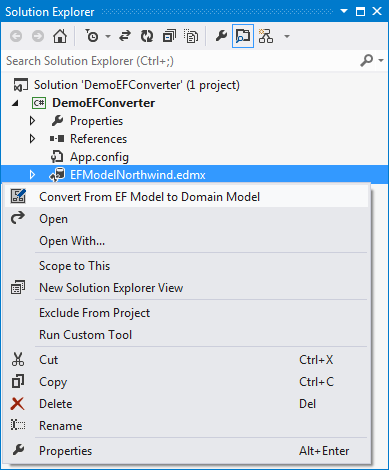 Solution Explorer
Search Solution Explorer (Ctrl+;)
Solution 'DemoEFConverter' (1 project)
C# DemoEFConverter
Properties
References
App.config
EFModelNorthwind.edmx
Convert From EF Model to Domain Model
Open
Open With...
Scope to This
New Solution Explorer View
Exclude From Project
Run Custom Tool
Cut Ctrl+X
Copy Ctrl+C
Delete Del
Rename
Properties Alt+Enter